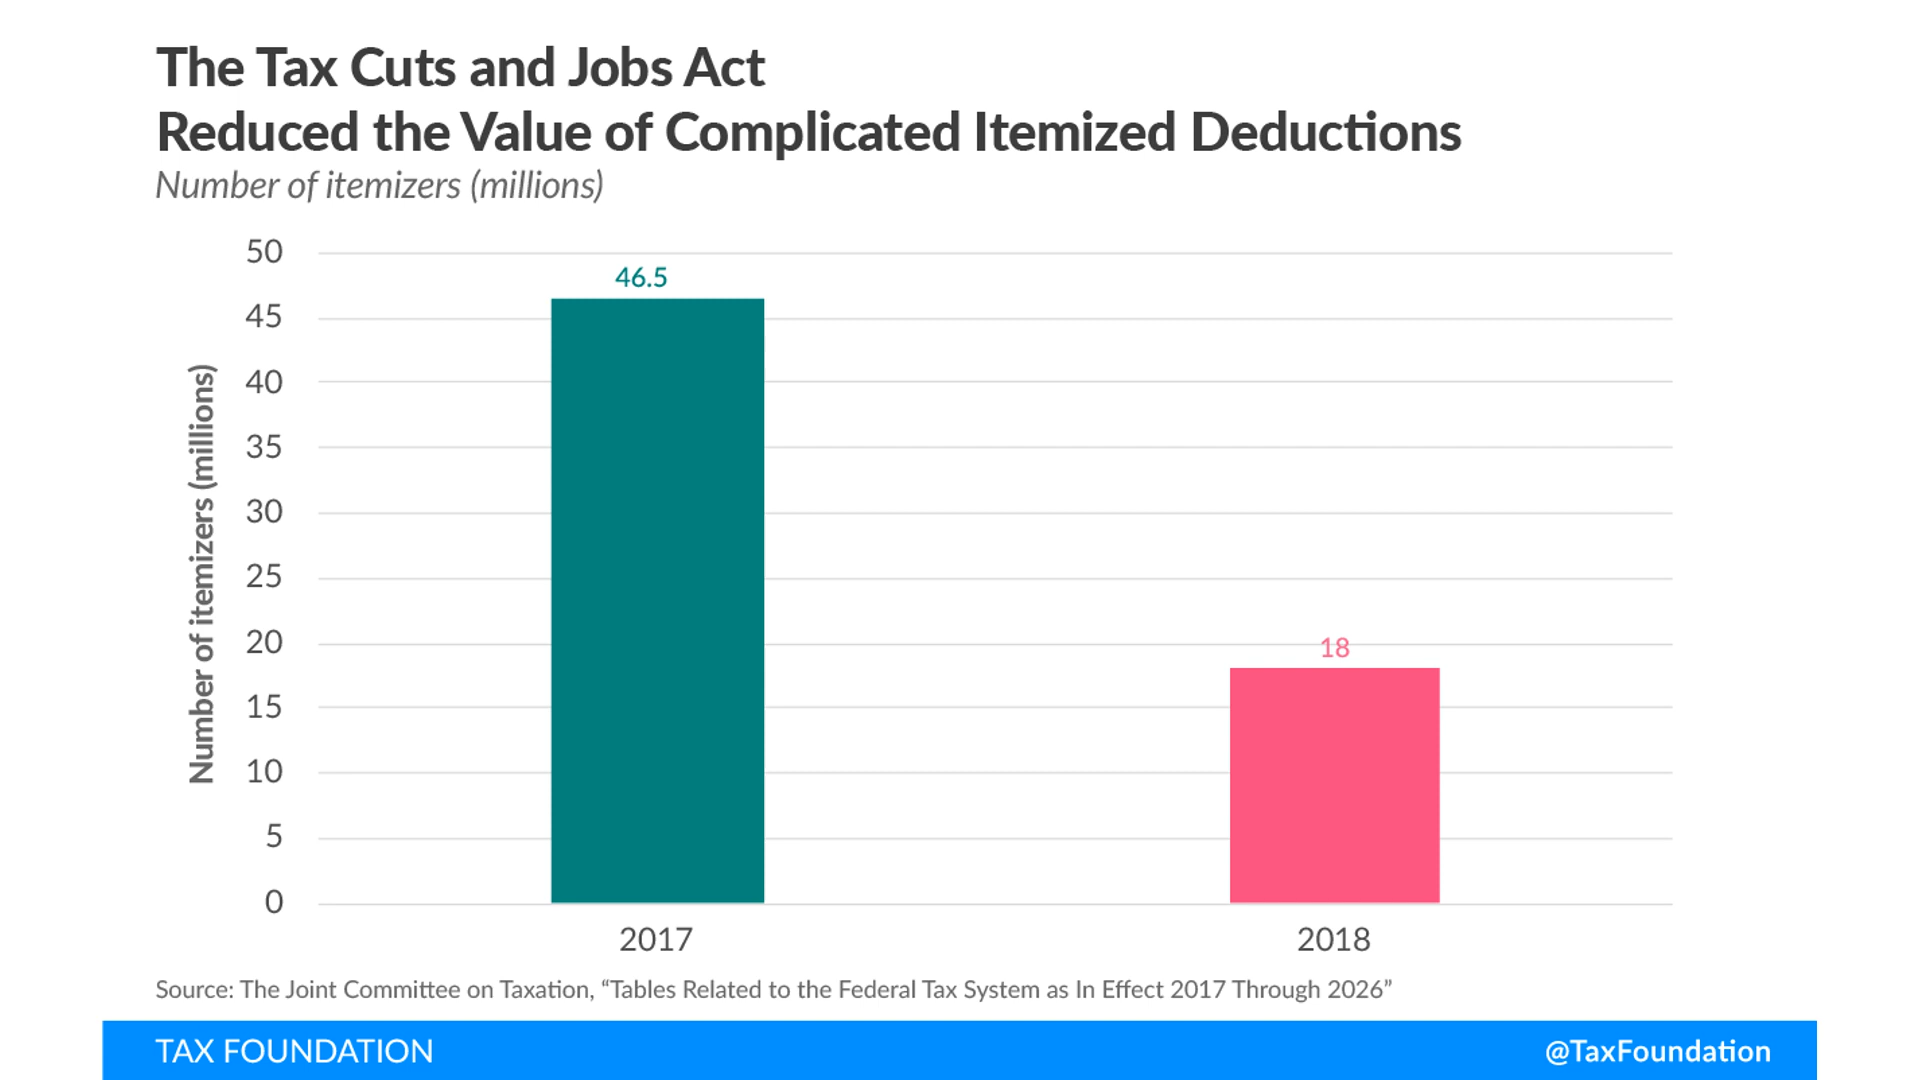 The Tax Cuts and Jobs Act
Reduced the Value of Complicated Itemized Deductions
Number of itemizers (millions)
Number of itemizers (millions)
50
45
40
35
30
25
20
15
10
5
0
46.5
18
2017
2018
Source: The Joint Committee on Taxation, “Tables Related to the Federal Tax System as In Effect 2017 Through 2026”
TAX FOUNDATION
@TaxFoundation